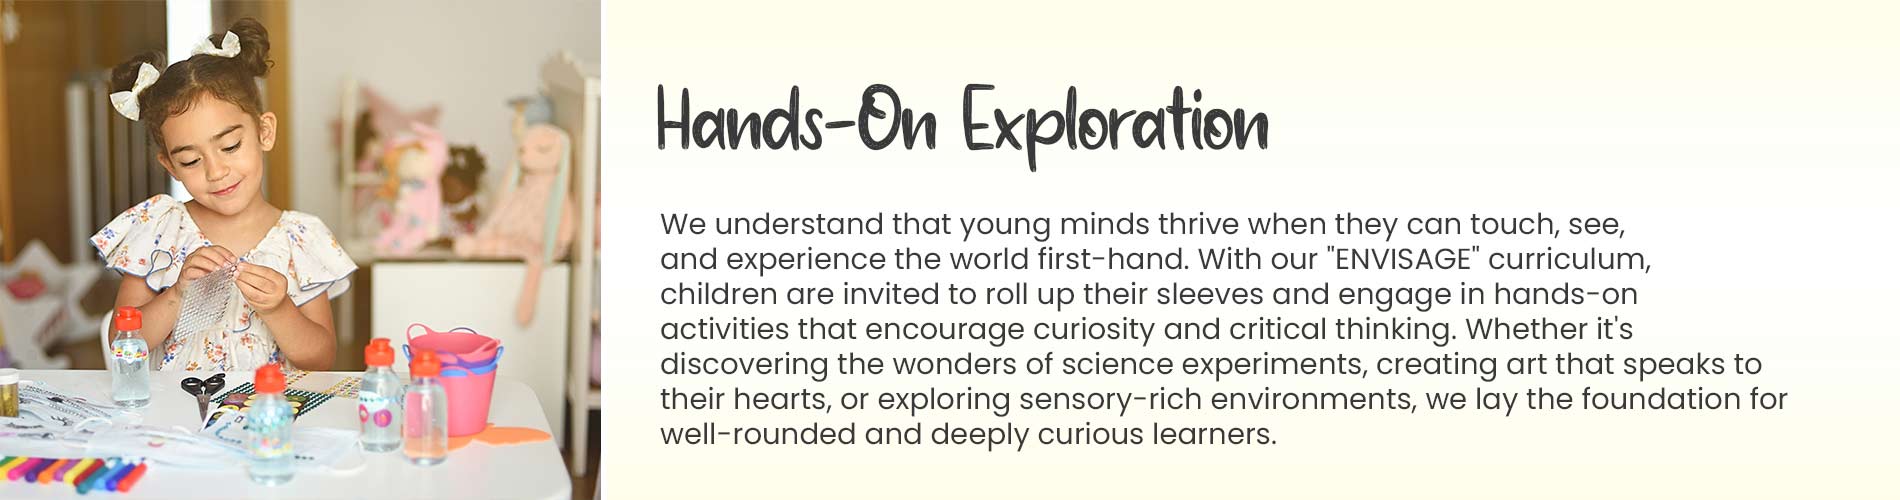 Hands-On Exploration
We understand that young minds thrive when they can touch, see,
and experience the world first-hand. With our "ENVISAGE" curriculum,
children are invited to roll up their sleeves and engage in hands-on
activities that encourage curiosity and critical thinking. Whether it's
discovering the wonders of science experiments, creating art that speaks to
their hearts, or exploring sensory-rich environments, we lay the foundation for
well-rounded and deeply curious learners.